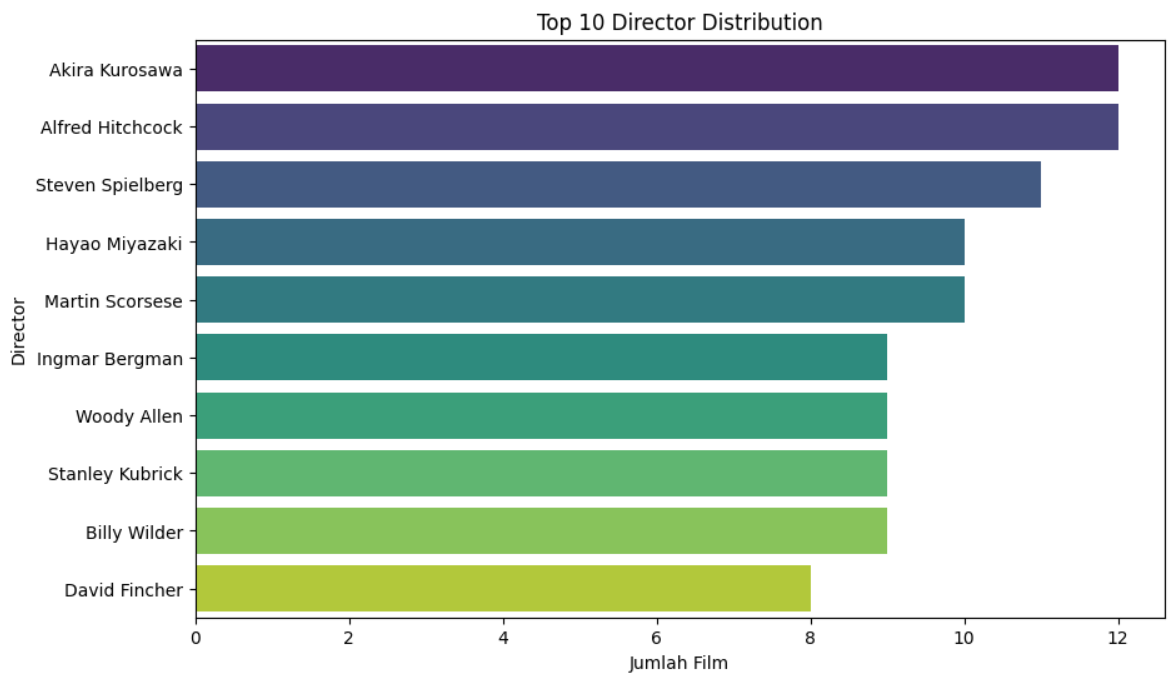 Top 10 Director Distribution
Akira Kurosawa
Alfred Hitchcock
Steven Spielberg
Hayao Miyazaki
Martin Scorsese
Ingmar Bergman
Woody Allen
Stanley Kubrick
Billy Wilder
David Fincher
Director
0 2 4 6 8 10 12
Jumlah Film